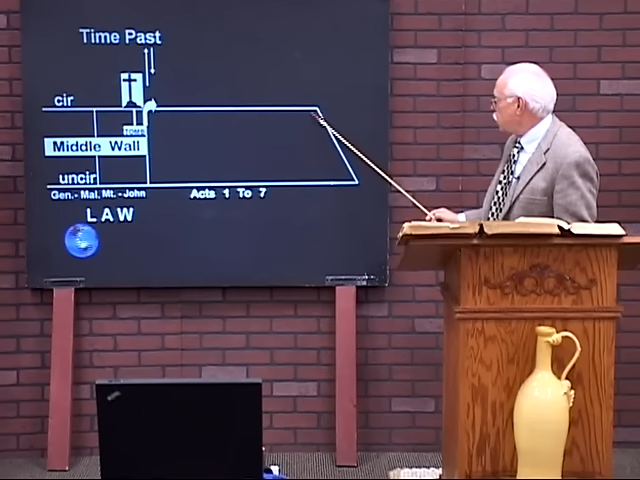 Time Past
cir
TOMB
Middle Wall
uncir
Gen.- Mal. Mt. - John
Acts 1 To 7
LAW